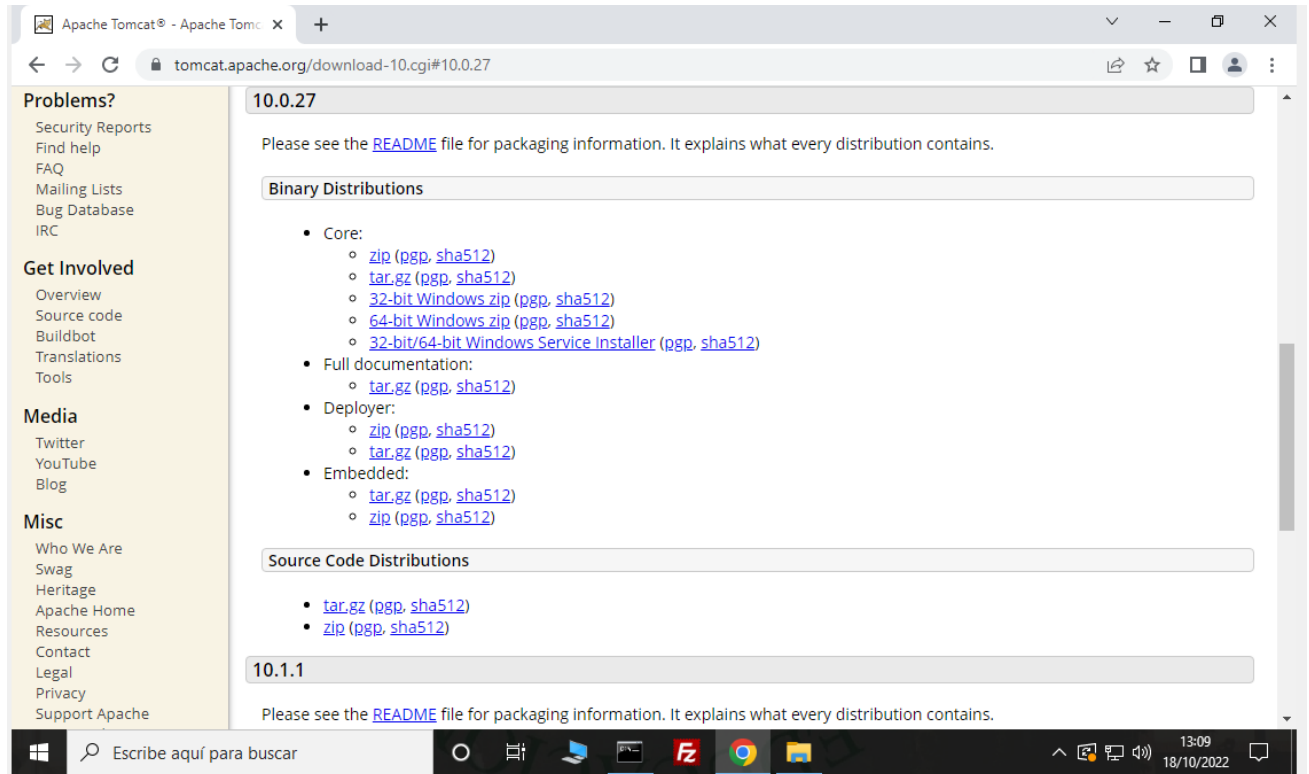 Apache Tomcat® - Apache Tomc
tomcat.apache.org/download-10.cgi#10.0.27
Problems?
Security Reports
Find help
FAQ
Mailing Lists
Bug Database
IRC
Get Involved
Overview
Source code
Buildbot
Translations
Tools
Media
Twitter
YouTube
Blog
Misc
Who We Are
Swag
Heritage
Apache Home
Resources
Contact
Legal
Privacy
Support Apache
10.0.27
Please see the README file for packaging information. It explains what every distribution contains.
Binary Distributions
Core:
zip (pgp, sha512)
tar.gz (pgp, sha512)
32-bit Windows zip (pgp, sha512)
64-bit Windows zip (pgp, sha512)
32-bit/64-bit Windows Service Installer (pgp, sha512)
Full documentation:
tar.gz (pgp, sha512)
Deployer:
zip (pgp, sha512)
tar.gz (pgp, sha512)
Embedded:
tar.gz (pgp, sha512)
zip (pgp, sha512)
Source Code Distributions
tar.gz (pgp, sha512)
zip (pgp, sha512)
10.1.1
Please see the README file for packaging information. It explains what every distribution contains.
Escribe aquí para buscar
13:09
18/10/2022